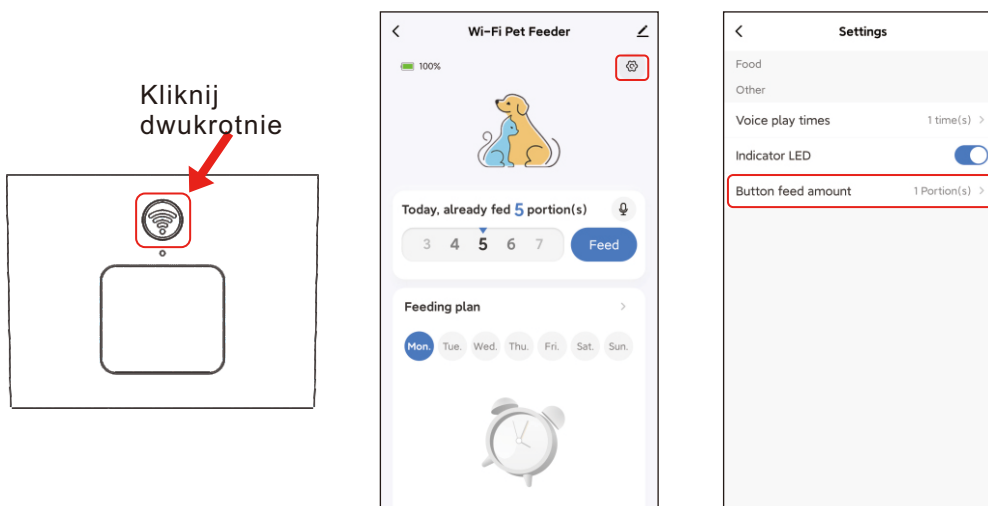 Kliknij
dwukrotnie
Wi-Fi Pet Feeder
100%
Today, already fed 5 portion(s)
3 4 5 6 7 Feed
Feeding plan
Mon. Tue. Wed. Thu. Fri. Sat. Sun.
Settings
Food
Other
Voice play times 1 time(s)
Indicator LED
Button feed amount 1 Portion(s)